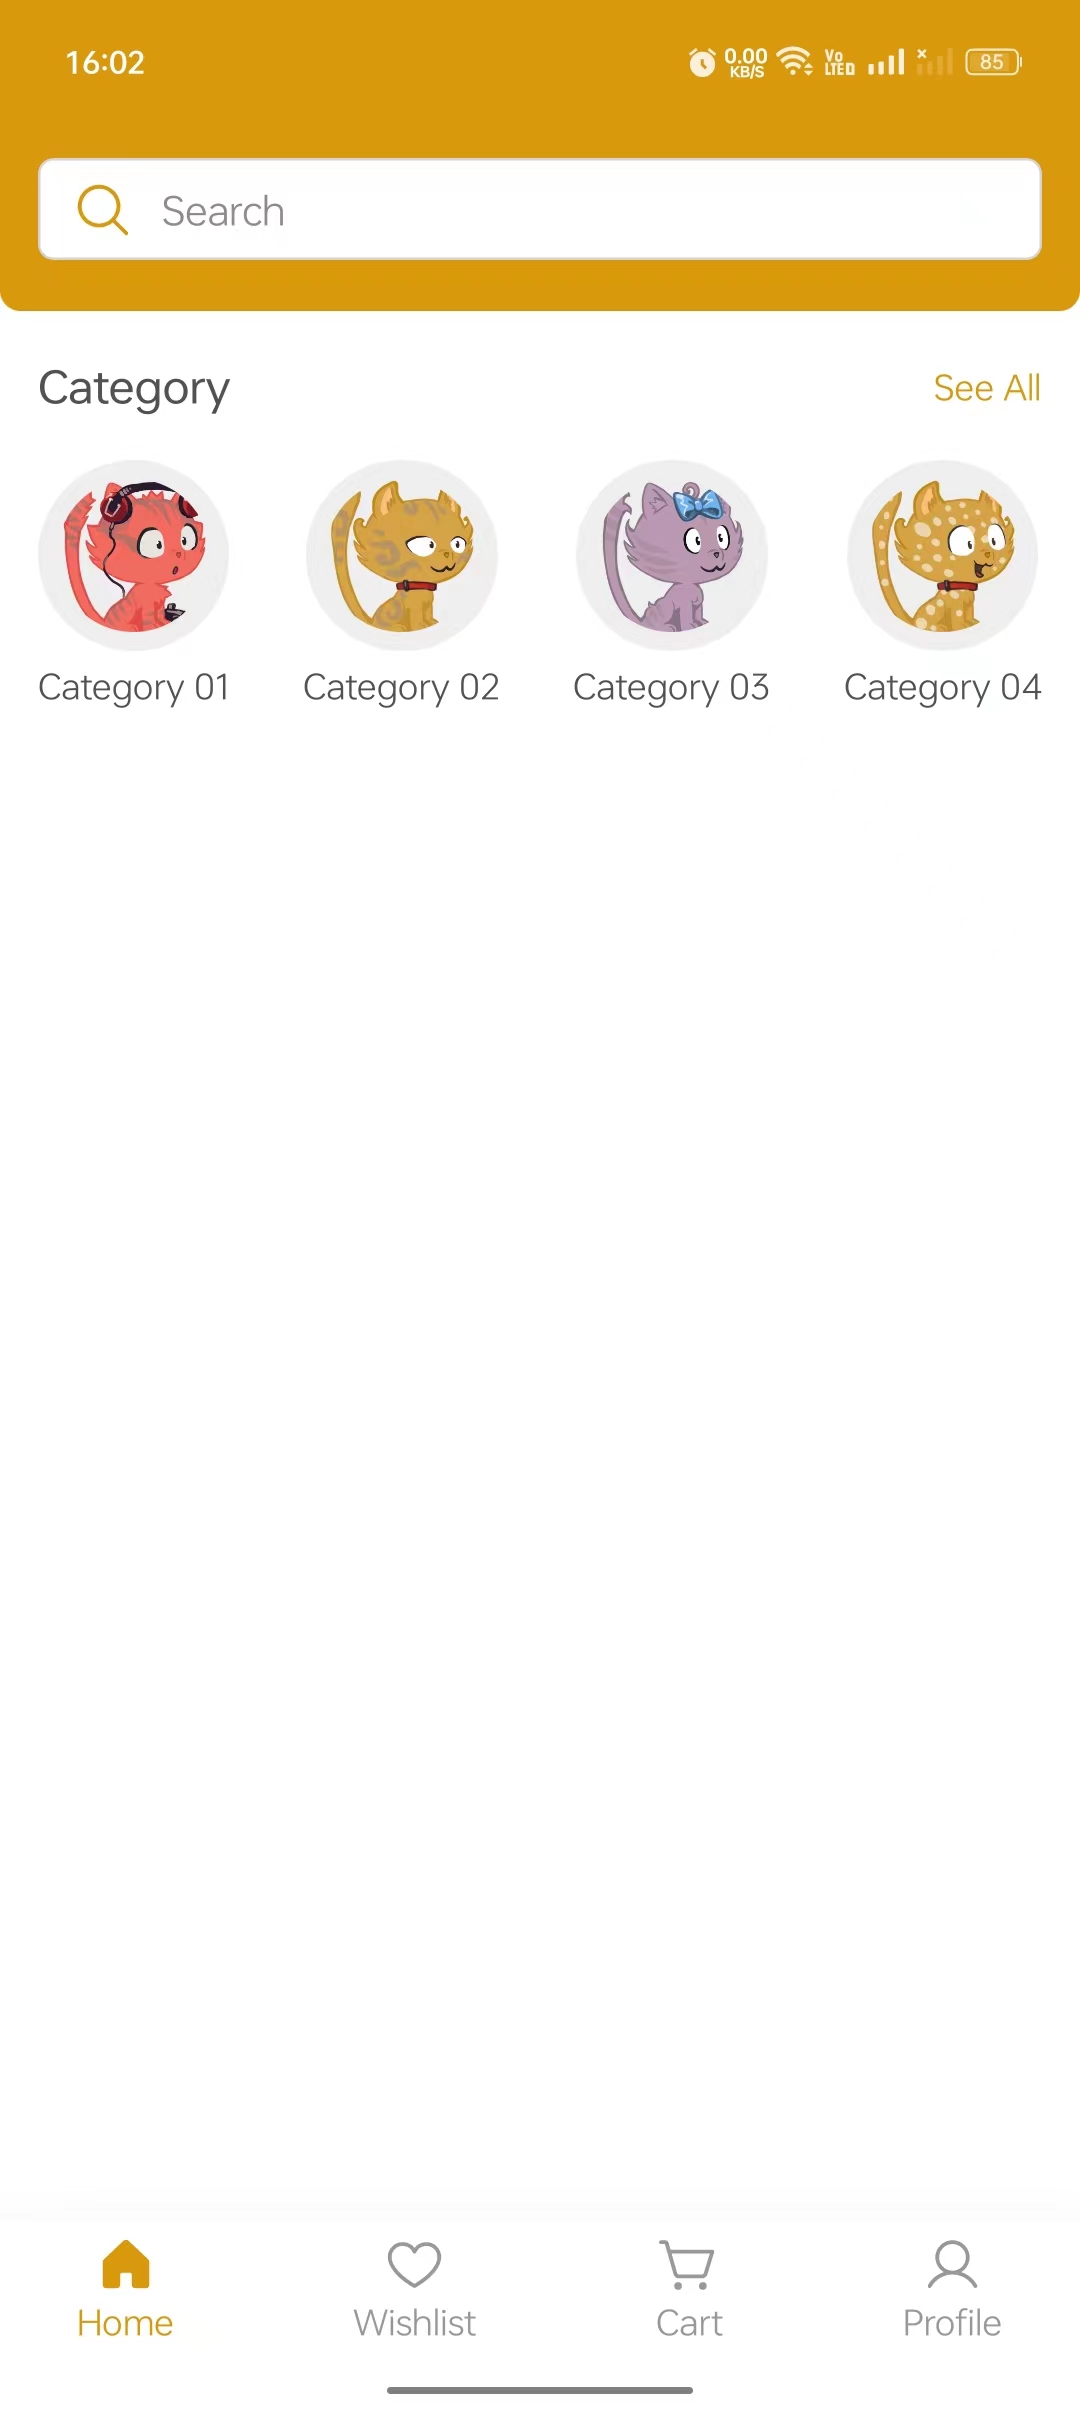 16:02
0.00
KB/S
Vo
LTED
85
Search
Category
See All
Category 01
Category 02
Category 03
Category 04
Home
Wishlist
Cart
Profile